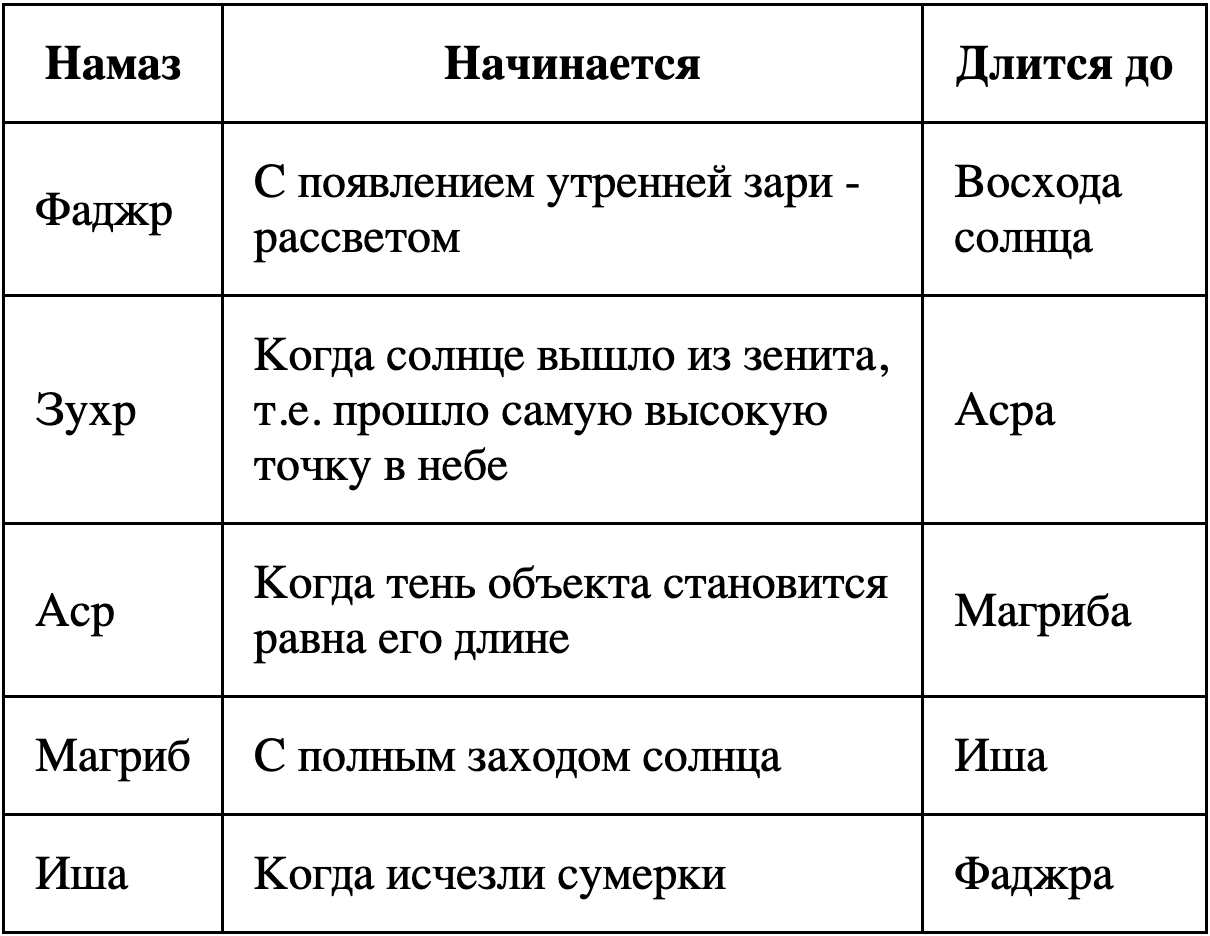 Намаз
Начинается
Длится до
Фаджр
С появлением утренней зари -
рассветом
Восхода
солнца
Зухр
Когда солнце вышло из зенита,
т.е. прошло самую высокую
точку в небе
Асра
Аср
Когда тень объекта становится
равна его длине
Магриба
Магриб
С полным заходом солнца
Иша
Иша
Когда исчезли сумерки
Фаджра